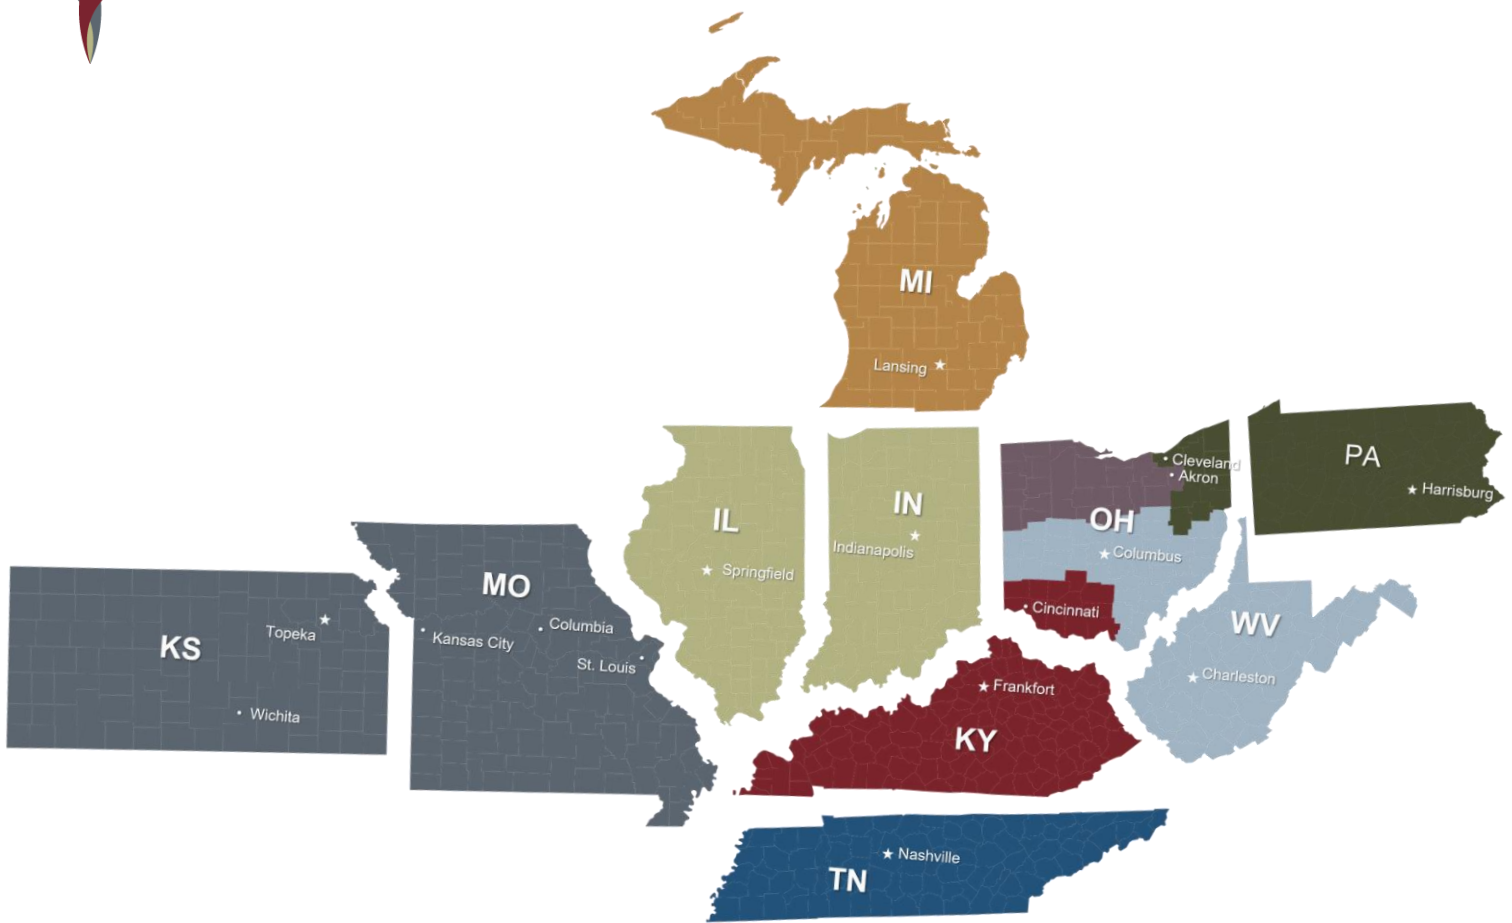 MI
Lansing
PA
Harrisburg
Cleveland
Akron
OH
Columbus
Cincinnati
IL
Springfield
IN
Indianapolis
MO
Kansas City
Columbia
St. Louis
KS
Topeka
Wichita
WV
Charleston
Frankfort
KY
Nashville
TN